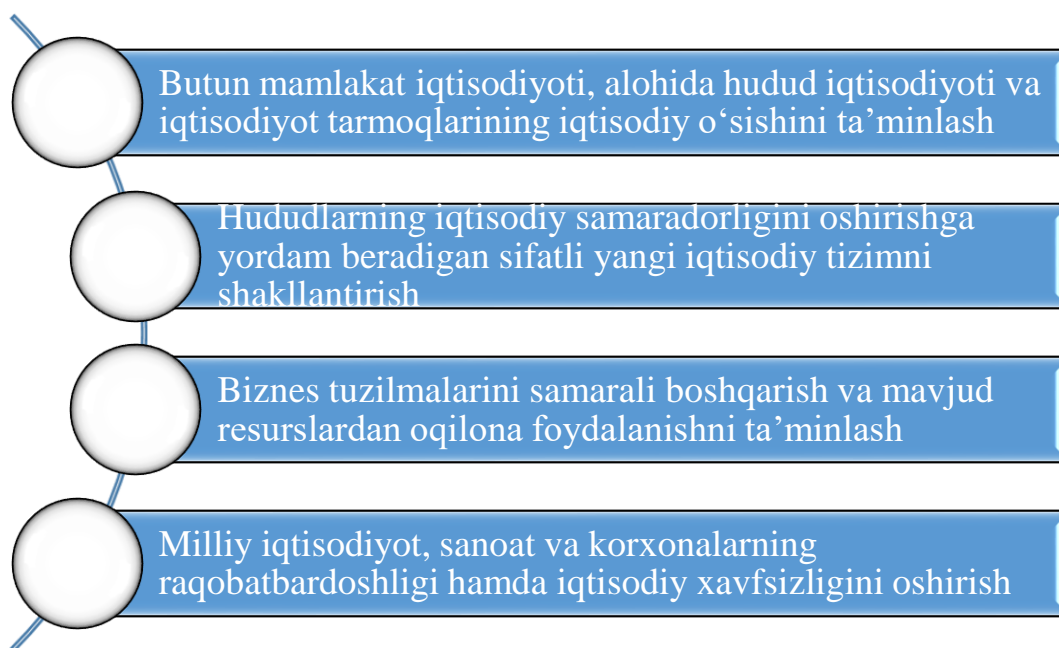 Butun mamlakat iqtisodiyoti, alohida hudud iqtisodiyoti va
iqtisodiyot tarmoqlarining iqtisodiy o‘sishini ta’minlash
Hududlarning iqtisodiy samaradorligini oshirishga
yordam beradigan sifatli yangi iqtisodiy tizimni
shakllantirish
Biznes tuzilmalarini samarali boshqarish va mavjud
resurslardan oqilona foydalanishni ta’minlash
Milliy iqtisodiyot, sanoat va korxonalarning
raqobatbardoshligi hamda iqtisodiy xavfsizligini oshirish